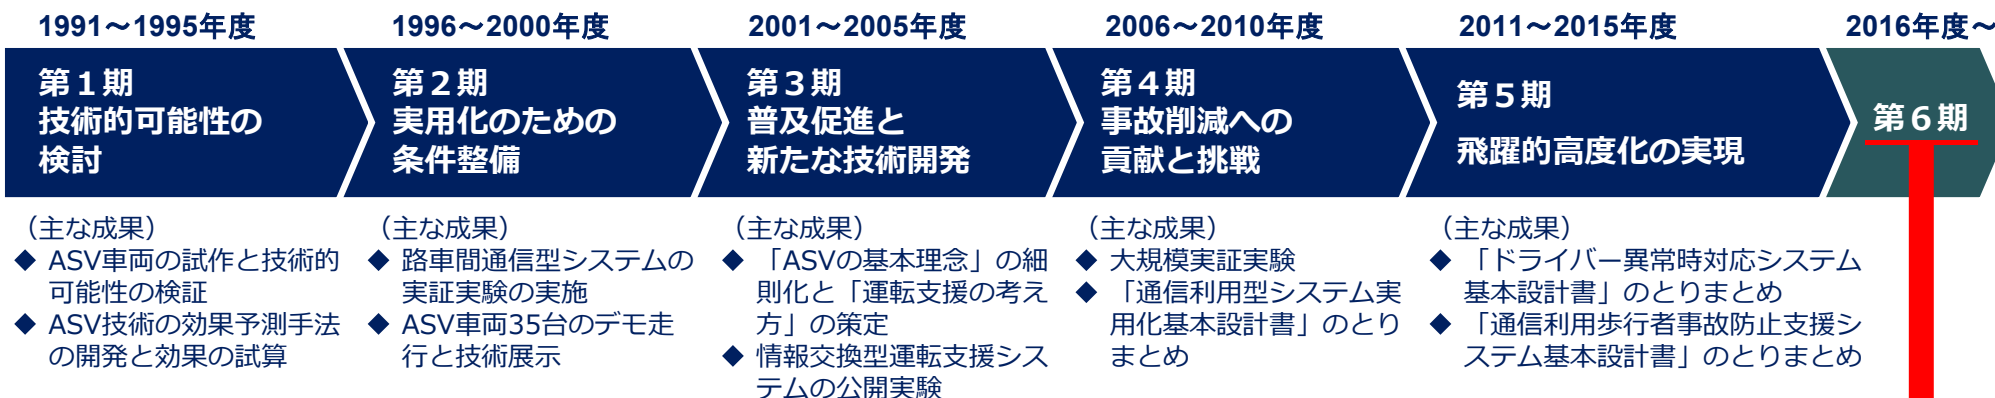 1991～1995年度
1996～2000年度
2001～2005年度
2006～2010年度
2011～2015年度
2016年度～
第１期
技術的可能性の
検討
第２期
実用化のための
条件整備
第３期
普及促進と
新たな技術開発
第４期
事故削減への
貢献と挑戦
第５期
飛躍的高度化の実現
第６期
（主な成果）
◆ ASV車両の試作と技術的
可能性の検証
◆ ASV技術の効果予測手法
の開発と効果の試算
（主な成果）
◆ 路車間通信型システムの
実証実験の実施
◆ ASV車両35台のデモ走
行と技術展示
（主な成果）
◆ 「ASVの基本理念」の細
則化と「運転支援の考え
方」の策定
◆ 情報交換型運転支援シス
テムの公開実験
（主な成果）
◆ 大規模実証実験
◆ 「通信利用型システム実
用化基本設計書」のとり
まとめ
（主な成果）
◆ 「ドライバー異常時対応システム
基本設計書」のとりまとめ
◆ 「通信利用歩行者事故防止支援シ
ステム基本設計書」のとりまとめ